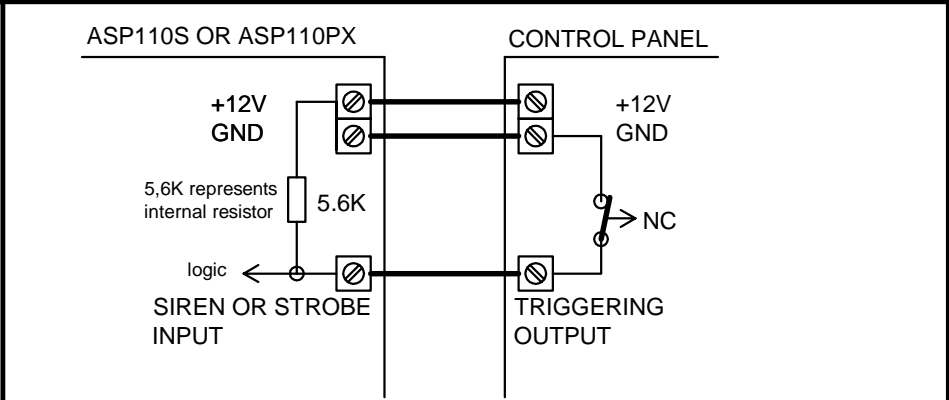 ASP110S OR ASP110PX
CONTROL PANEL
+12V
GND
+12V
GND
5,6K represents
internal resistor
5.6K
NC
logic
SIREN OR STROBE
INPUT
TRIGGERING
OUTPUT